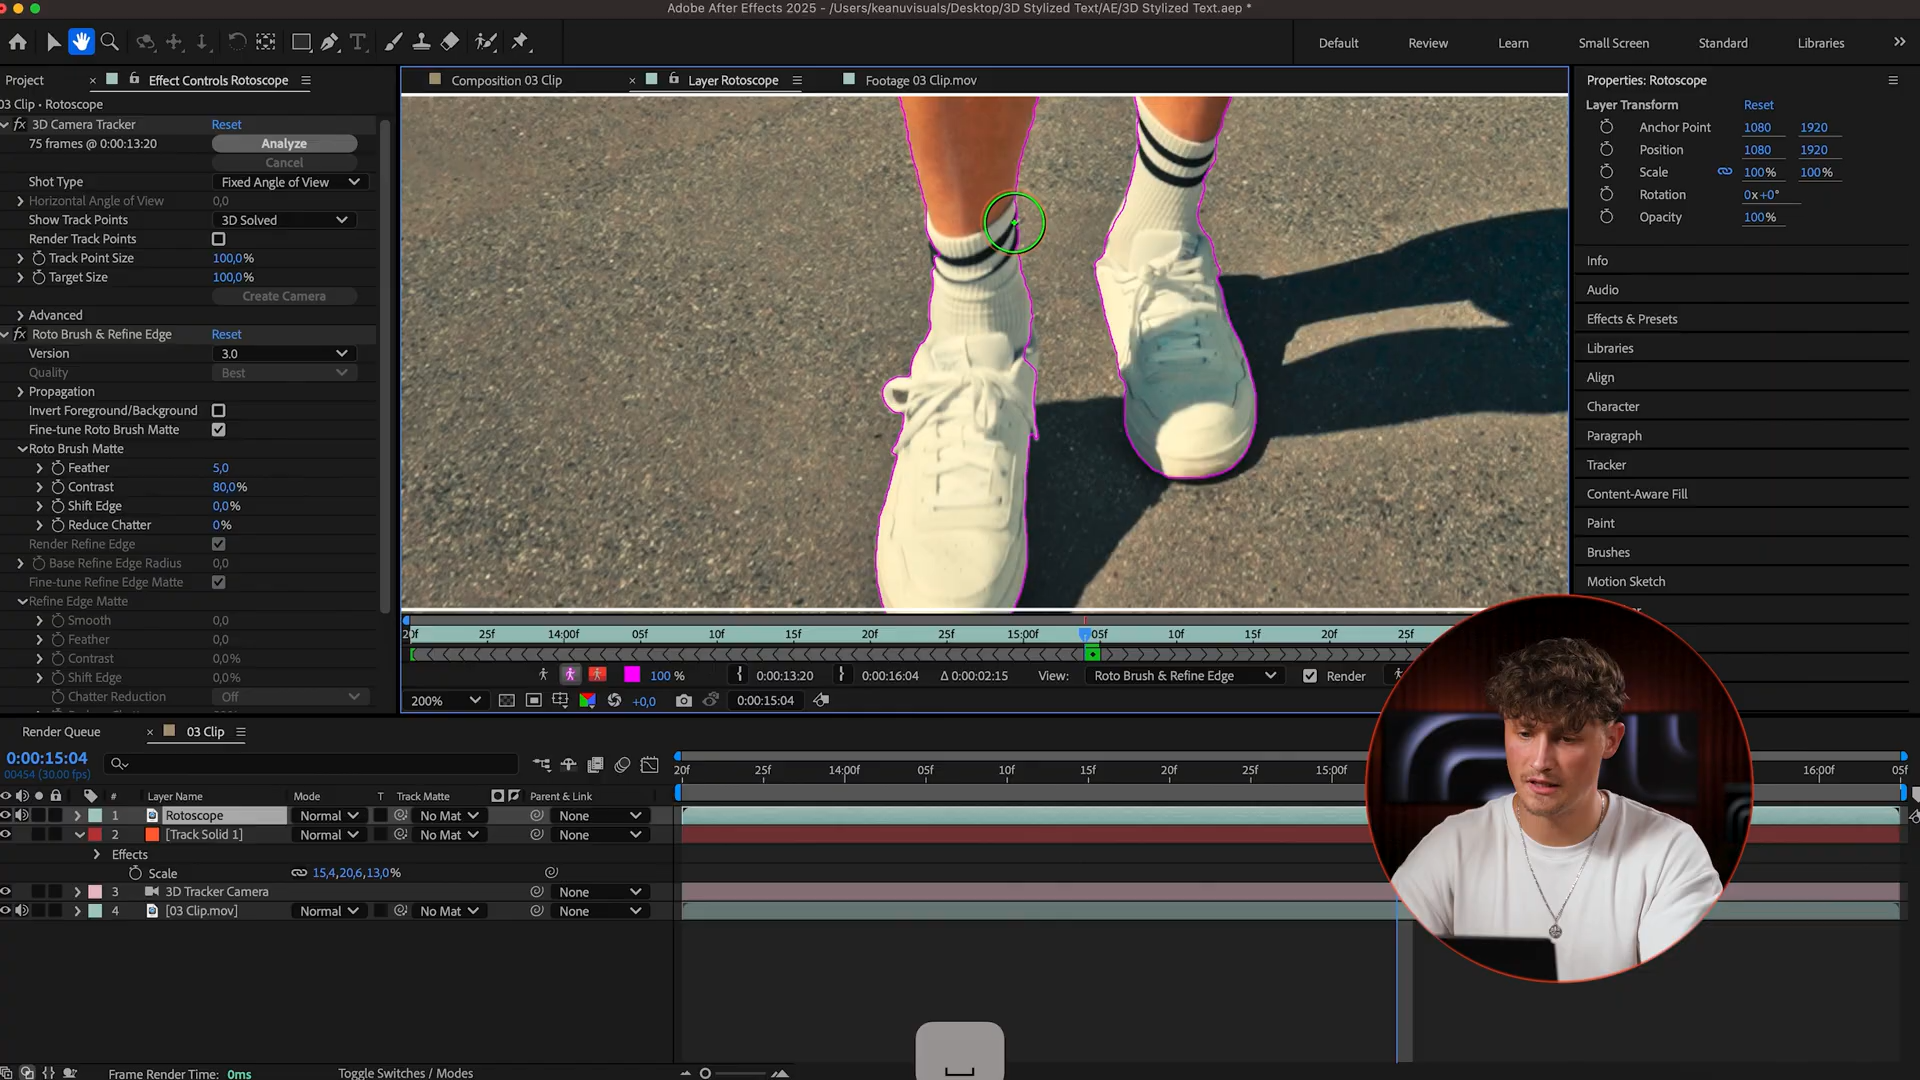 Adobe After Effects 2025 - /Users/keanuvisuals/Desktop/3D Stylized Text/AE/3D Stylized Text.aep *
Default
Review
Learn
Small Screen
Standard
Libraries
Project
Effect Controls Rotoscope
Composition 03 Clip
Layer Rotoscope
Footage 03 Clip.mov
Properties: Rotoscope
03 Clip • Rotoscope
3D Camera Tracker Reset
75 frames @ 0:00:13:20 Analyze
Cancel
Shot Type Fixed Angle of View
Horizontal Angle of View 0,0
Show Track Points 3D Solved
Render Track Points
Track Point Size 100,0%
Target Size 100,0%
Create Camera
Advanced
fx Roto Brush & Refine Edge Reset
Version 3.0
Quality Best
Propagation
Invert Foreground/Background
Fine-tune Roto Brush Matte
Roto Brush Matte
Feather 5,0
Contrast 80,0%
Shift Edge 0,0%
Reduce Chatter 0%
Render Refine Edge
Base Refine Edge Radius 0,0
Fine-tune Refine Edge Matte
Refine Edge Matte
Smooth 0,0
Feather 0,0
Contrast 0,0%
Shift Edge 0,0%
Chatter Reduction Off
20f 25f 14:00f 05f 10f 15f 20f 25f 15:00f 05f 10f 15f 20f 25f
100 % 0:00:13:20 0:00:16:04 Δ 0:00:02:15 View: Roto Brush & Refine Edge Render
200% +0,0 0:00:15:04
Layer Transform Reset
Anchor Point 1080 1920
Position 1080 1920
Scale 100% 100%
Rotation 0x+0°
Opacity 100%
Info
Audio
Effects & Presets
Libraries
Align
Character
Paragraph
Tracker
Content-Aware Fill
Paint
Brushes
Motion Sketch
Render Queue
03 Clip
0:00:15:04
00454 (30.00 fps)
20f 25f 14:00f 05f 10f 15f 20f 25f 15:00f 16:00f 05f
# Layer Name Mode T Track Matte Parent & Link
1 Rotoscope Normal No Mat None
2 [Track Solid 1] Normal No Mat None
Effects
Scale 15,4,20,6,13,0%
3 3D Tracker Camera None
4 [03 Clip.mov] Normal No Mat None
Frame Render Time: 0ms
Toggle Switches / Modes